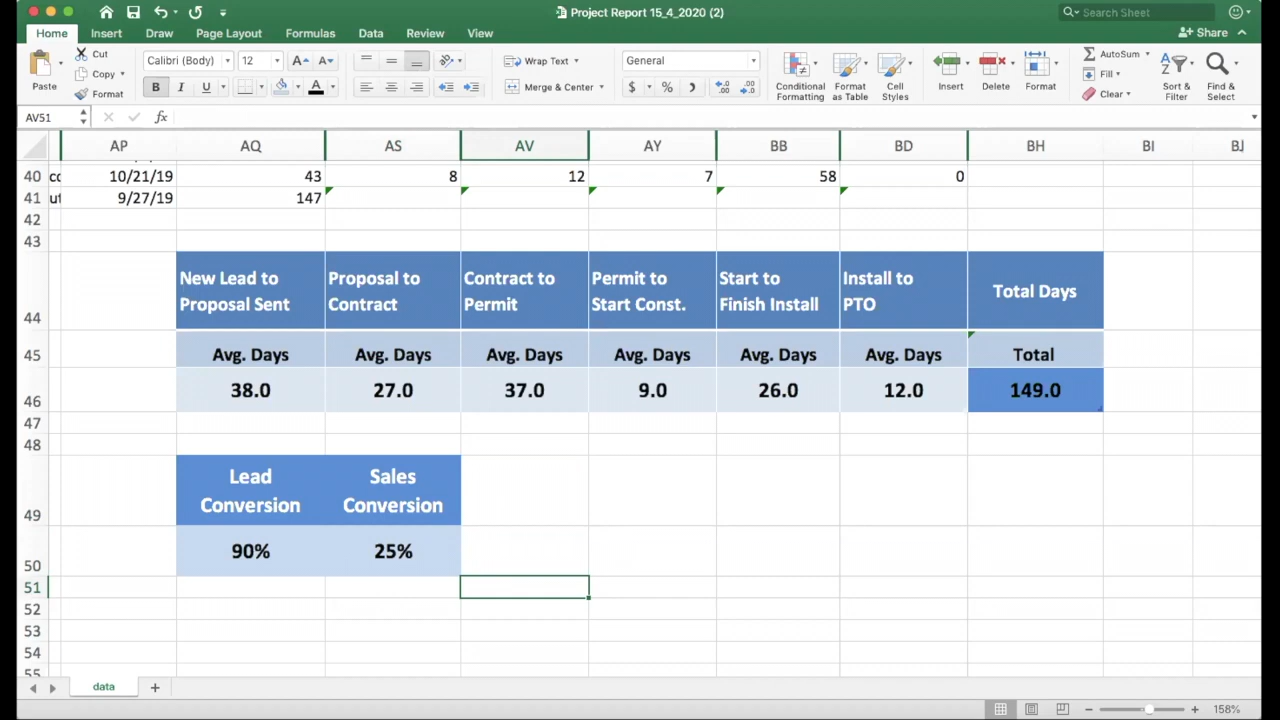 Project Report 15_4_2020 (2)
Search Sheet
Home Insert Draw Page Layout Formulas Data Review View
Share
Paste
Cut
Copy
Format
Calibri (Body) 12
B I U
Wrap Text
Merge & Center
General
$ % )
Conditional Formatting
Format as Table
Cell Styles
Insert
Delete
Format
AutoSum
Fill
Clear
Sort & Filter
Find & Select
AV51 fx
AP AQ AS AV AY BB BD BH BI BJ
40 10/21/19 43 8 12 7 58 0
41 9/27/19 147
42
43
44
New Lead to Proposal Sent
Proposal to Contract
Contract to Permit
Permit to Start Const.
Start to Finish Install
Install to PTO
Total Days
45 Avg. Days Avg. Days Avg. Days Avg. Days Avg. Days Avg. Days Total
46 38.0 27.0 37.0 9.0 26.0 12.0 149.0
47
48
49
Lead Conversion
Sales Conversion
50 90% 25%
51
52
53
54
55
data
158%